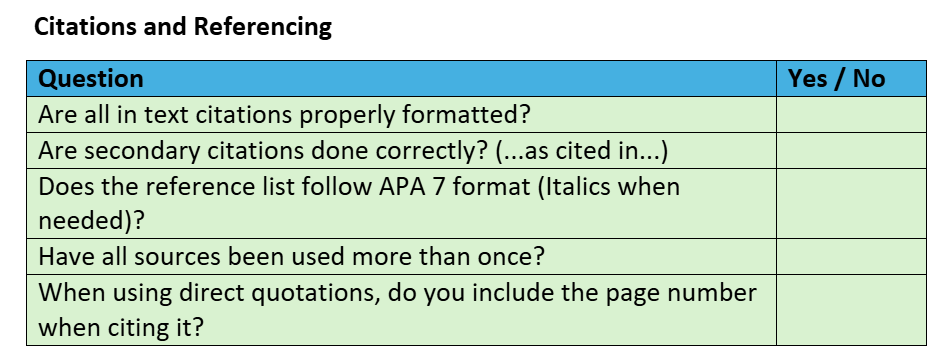 Citations and Referencing
Question Yes / No
Are all in text citations properly formatted?
Are secondary citations done correctly? (...as cited in...)
Does the reference list follow APA 7 format (Italics when
needed)?
Have all sources been used more than once?
When using direct quotations, do you include the page number
when citing it?